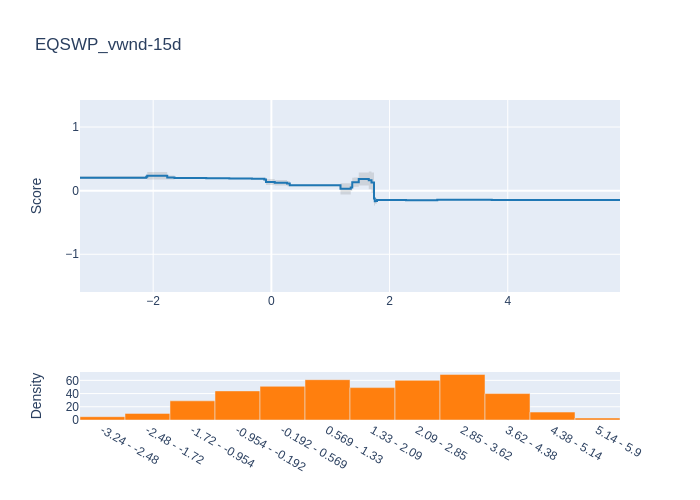 EQSWP_vwnd-15d
Score
1
0
−1
−2
0
2
4
Density
60
40
20
0
-3.24 - -2.48
-2.48 - -1.72
-1.72 - -0.954
-0.954 - -0.192
-0.192 - 0.569
0.569 - 1.33
1.33 - 2.09
2.09 - 2.85
2.85 - 3.62
3.62 - 4.38
4.38 - 5.14
5.14 - 5.9